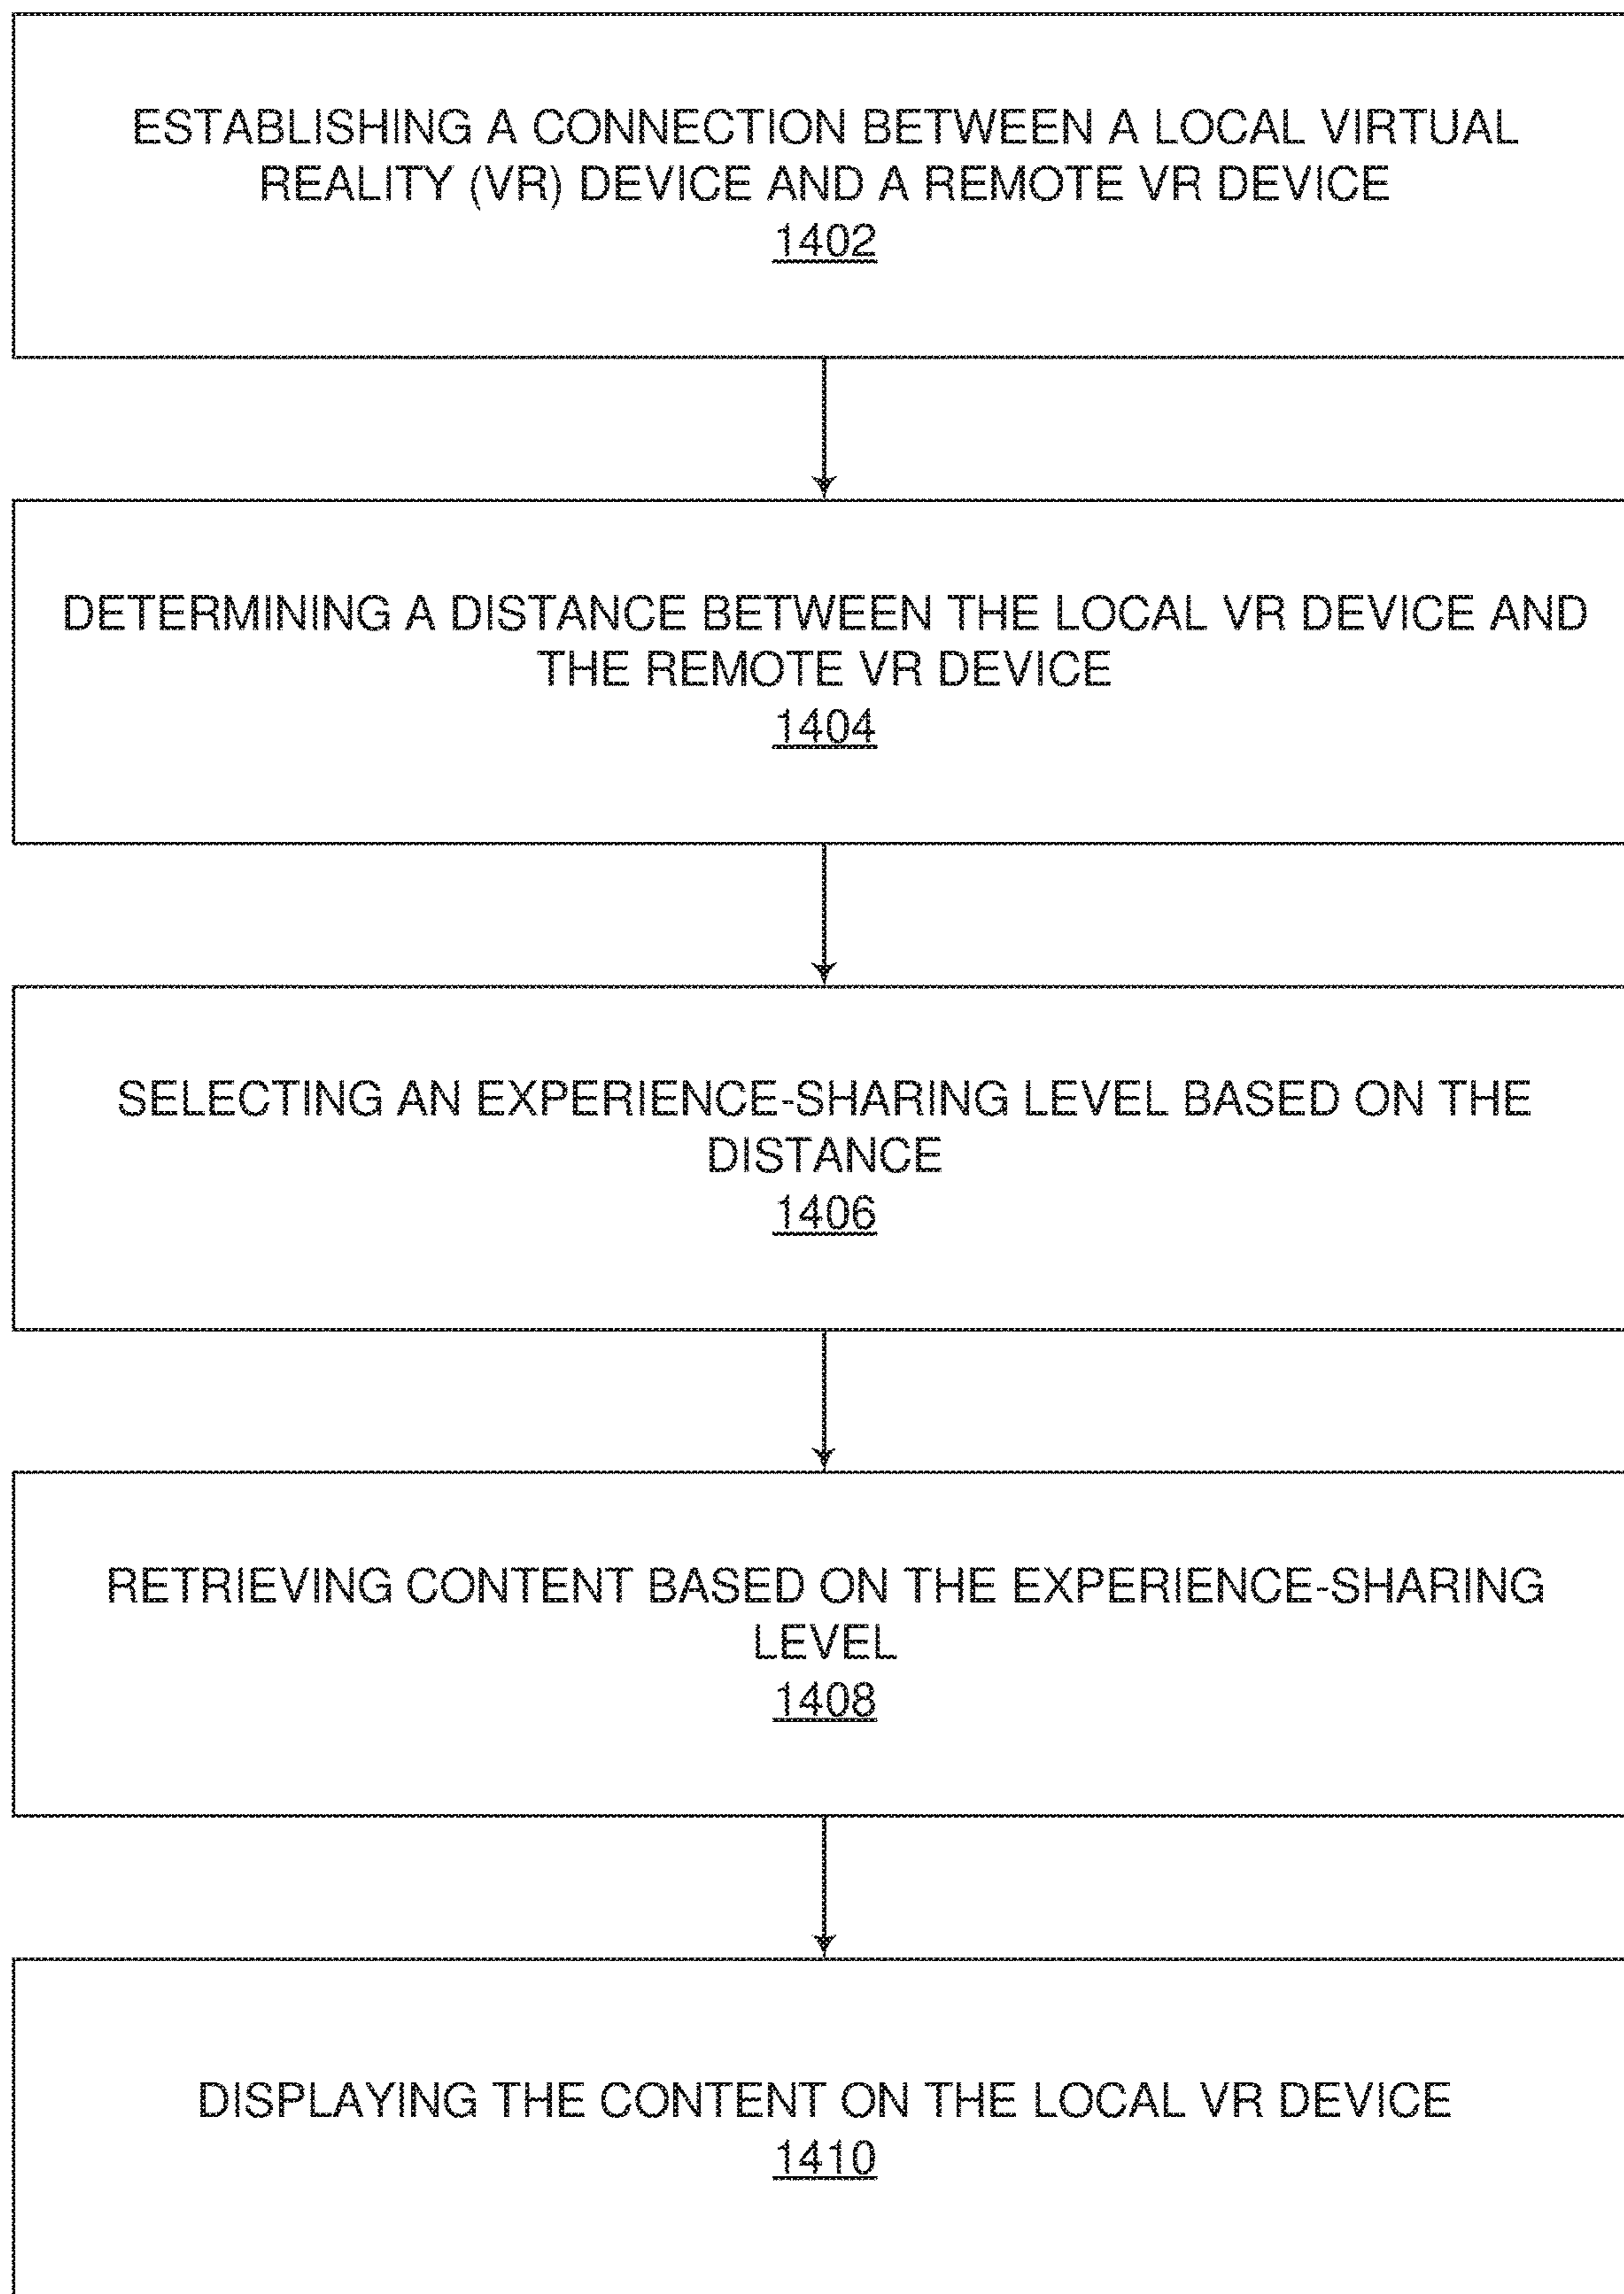 ESTABLISHING A CONNECTION BETWEEN A LOCAL VIRTUAL
REALITY (VR) DEVICE AND A REMOTE VR DEVICE
1402
DETERMINING A DISTANCE BETWEEN THE LOCAL VR DEVICE AND
THE REMOTE VR DEVICE
1404
SELECTING AN EXPERIENCE-SHARING LEVEL BASED ON THE
DISTANCE
1406
RETRIEVING CONTENT BASED ON THE EXPERIENCE-SHARING
LEVEL
1408
DISPLAYING THE CONTENT ON THE LOCAL VR DEVICE
1410